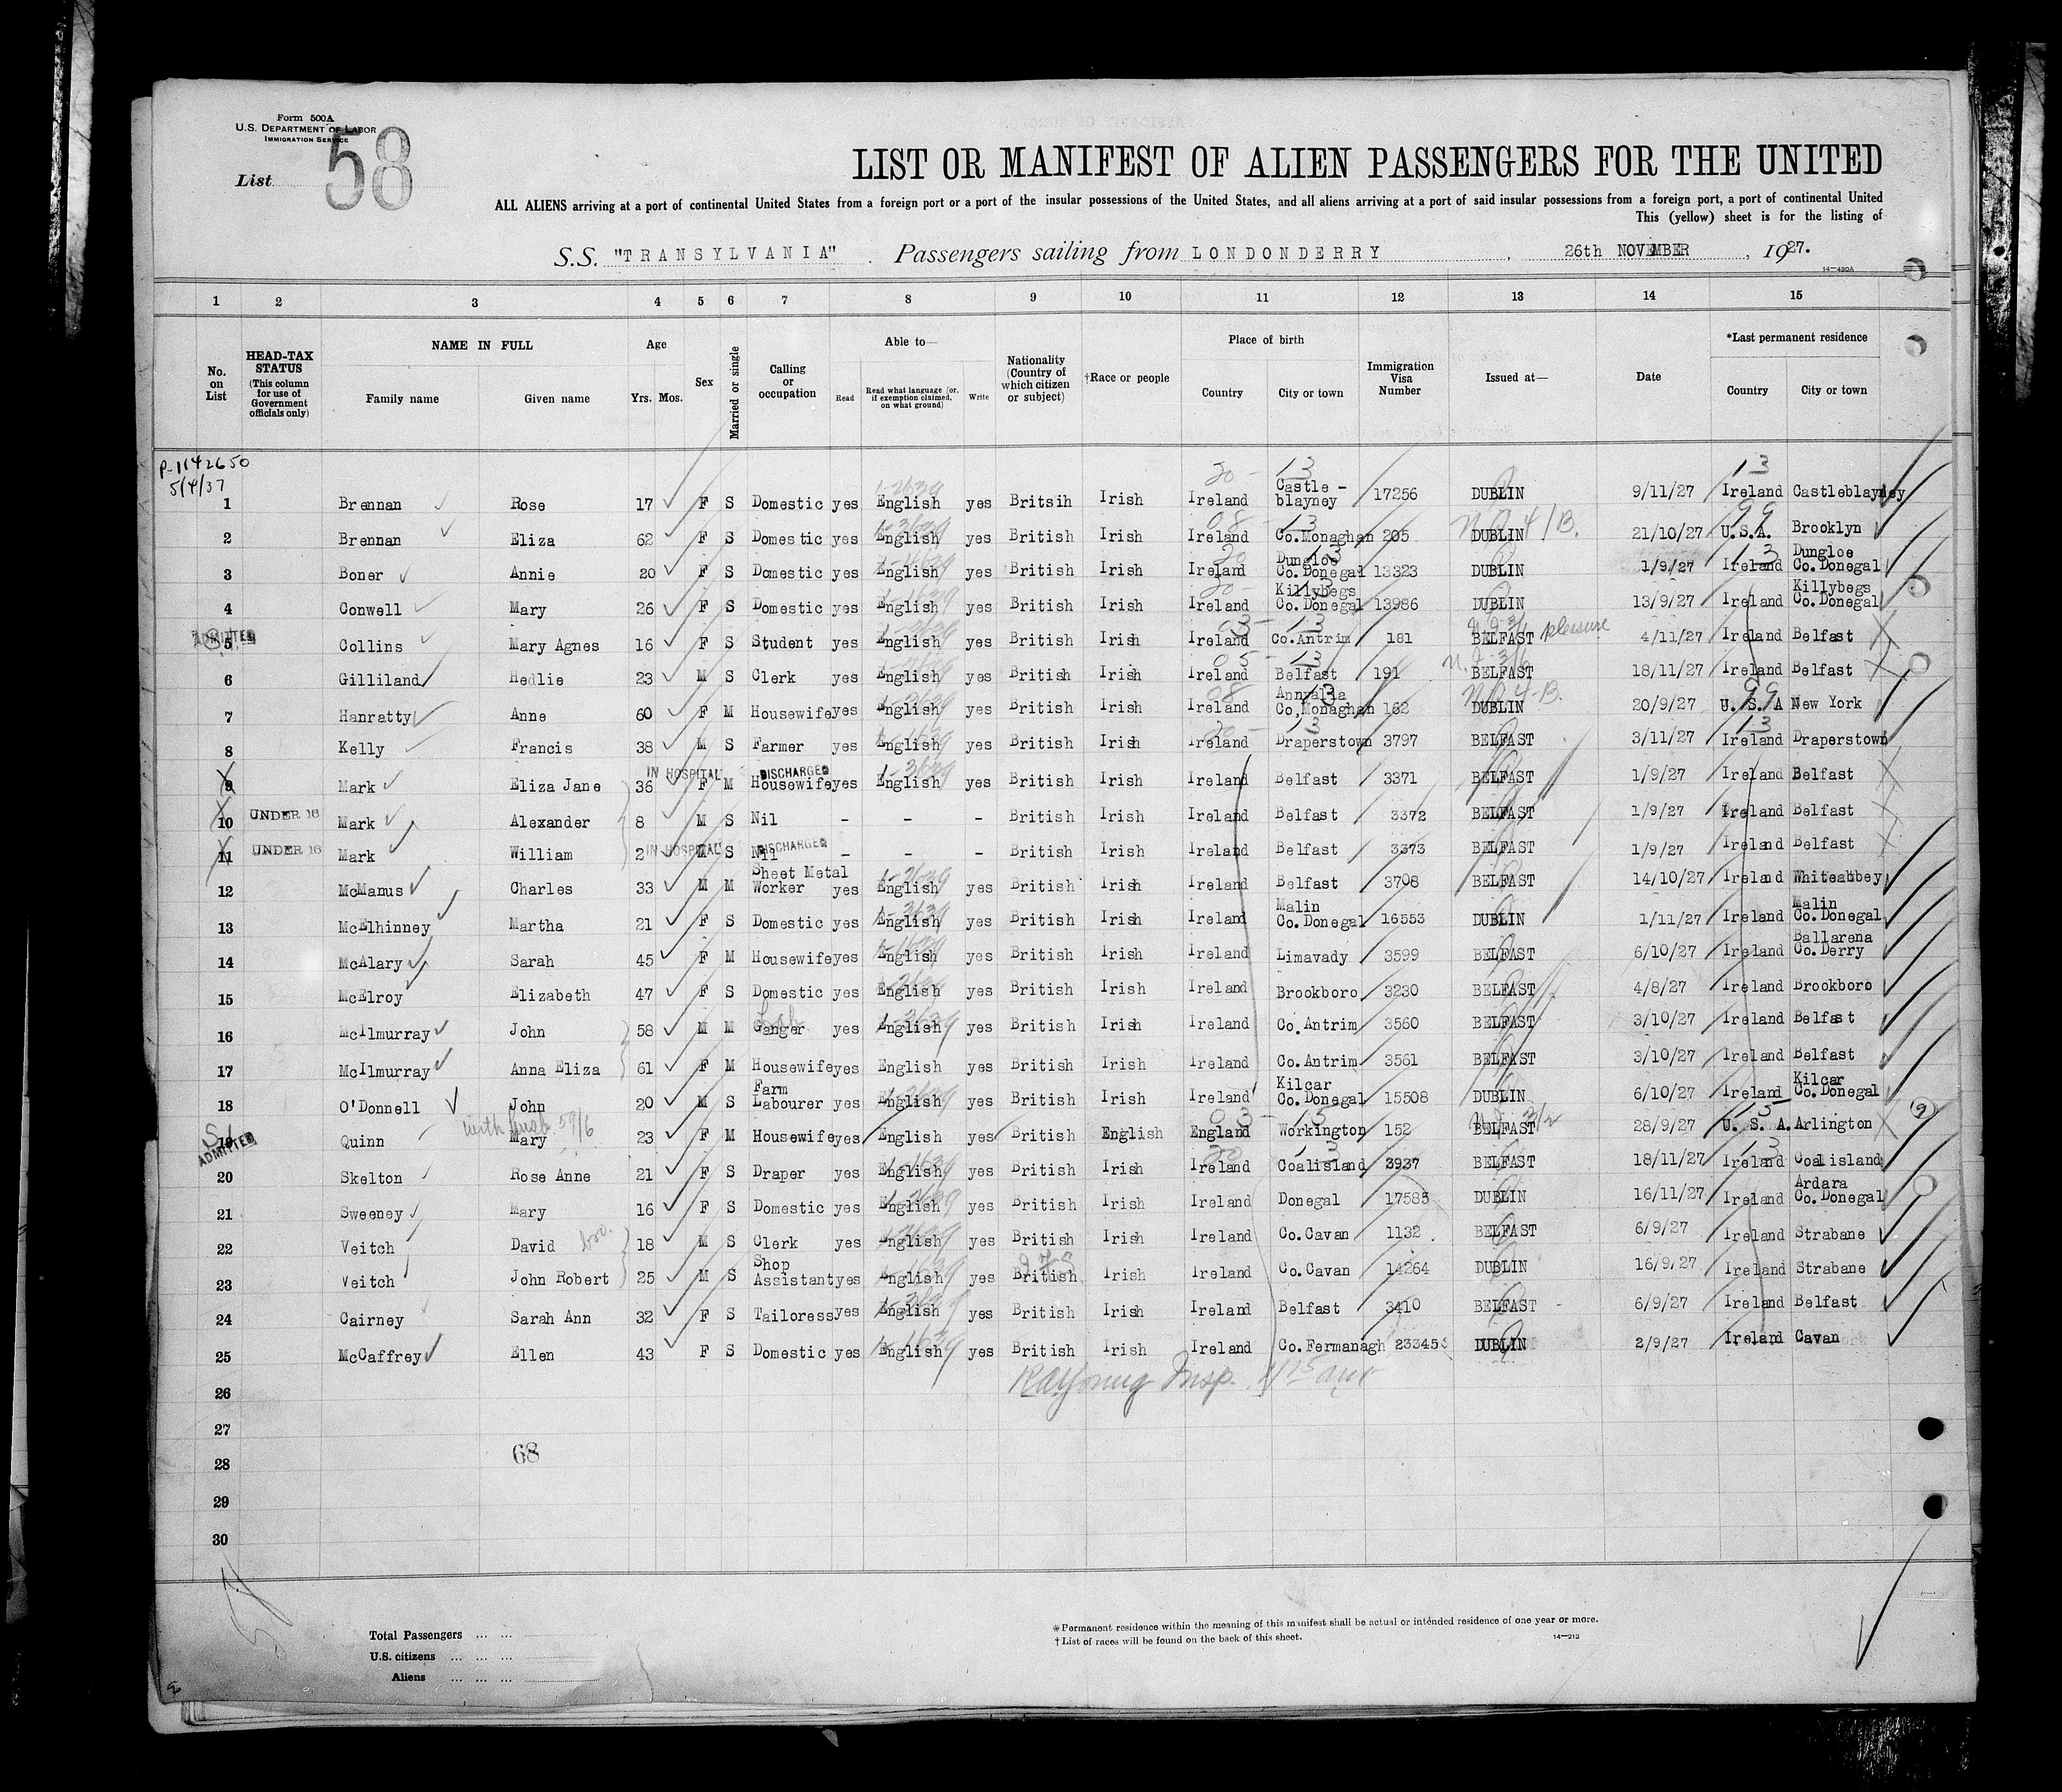 Form 500A
U.S. DEPARTMENT OF LABOR
IMMIGRATION SERVICE
List 58
LIST OR MANIFEST OF ALIEN PASSENGERS FOR THE UNITED
ALL ALIENS arriving at a port of continental United States from a foreign port or a port of the insular possessions of the United States, and all aliens arriving at a port of said insular possessions from a foreign port, a port of continental United
This (yellow) sheet is for the listing of
S.S. "TRANSYLVANIA" Passengers sailing from LONDONDERRY, 26th NOVEMBER, 1927.
14—430A
1 2 3 4 5 6 7 8 9 10 11 12 13 14 15
No. on List
HEAD-TAX STATUS (This column for use of Government officials only)
NAME IN FULL
Family name Given name
Age
Yrs. Mos.
Sex
Married or single
Calling or occupation
Able to—
Read Read what language (or, if exemption claimed, on what ground) Write
Nationality (Country of which citizen or subject)
†Race or people
Place of birth
Country City or town
Immigration Visa Number
Issued at—
Date
*Last permanent residence
Country City or town
P-1142650
5/4/37
20 - 13 13
1 Brennan Rose 17 F S Domestic yes English yes Britsih Irish Ireland Castle-blayney 17256 DUBLIN 9/11/27 Ireland Castleblayney
2 Brennan Eliza 62 F S Domestic yes English yes British Irish Ireland Co.Monaghan 205 DUBLIN 21/10/27 U.S.A. Brooklyn
3 Boner Annie 20 F S Domestic yes English yes British Irish Ireland Dungloe Co.Donegal 13323 DUBLIN 1/9/27 Ireland Dungloe Co.Donegal
4 Conwell Mary 26 F S Domestic yes English yes British Irish Ireland Killybegs Co.Donegal 13986 DUBLIN 13/9/27 Ireland Killybegs Co.Donegal
ADMITTED
5 Collins Mary Agnes 16 F S Student yes English yes British Irish Ireland Co.Antrim 181 BELFAST pleasure 4/11/27 Ireland Belfast
6 Gilliland Hedlie 23 M S Clerk yes English yes British Irish Ireland Belfast 191 BELFAST 18/11/27 Ireland Belfast
7 Hanratty Anne 60 F M Housewife yes English yes British Irish Ireland Annyalla Co.Monaghan 162 DUBLIN 20/9/27 U.S.A New York
8 Kelly Francis 38 M S Farmer yes English yes British Irish Ireland Draperstown 3797 BELFAST 3/11/27 Ireland Draperstown
IN HOSPITAL DISCHARGED
9 Mark Eliza Jane 36 F M Housewife yes English yes British Irish Ireland Belfast 3371 BELFAST 1/9/27 Ireland Belfast
10 UNDER 16 Mark Alexander 8 M S Nil - - - British Irish Ireland Belfast 3372 BELFAST 1/9/27 Ireland Belfast
IN HOSPITAL DISCHARGED
11 UNDER 16 Mark William 2 M S Nil - - - British Irish Ireland Belfast 3373 BELFAST 1/9/27 Ireland Belfast
12 McManus Charles 33 M M Sheet Metal Worker yes English yes British Irish Ireland Belfast 3708 BELFAST 14/10/27 Ireland Whiteabbey
13 McElhinney Martha 21 F S Domestic yes English yes British Irish Ireland Malin Co.Donegal 16553 DUBLIN 1/11/27 Ireland Malin Co.Donegal
14 McAlary Sarah 45 F M Housewife yes English yes British Irish Ireland Limavady 3599 BELFAST 6/10/27 Ireland Ballarena Co.Derry
15 McElroy Elizabeth 47 F S Domestic yes English yes British Irish Ireland Brookboro 3230 BELFAST 4/8/27 Ireland Brookboro
16 McIlmurray John 58 M M Ganger yes English yes British Irish Ireland Co.Antrim 3560 BELFAST 3/10/27 Ireland Belfast
17 McIlmurray Anna Eliza 61 F M Housewife yes English yes British Irish Ireland Co.Antrim 3561 BELFAST 3/10/27 Ireland Belfast
18 O'Donnell John 20 M S Farm Labourer yes English yes British Irish Ireland Kilcar Co.Donegal 15508 DUBLIN 6/10/27 Ireland Kilcar Co.Donegal
with husb. 59/6
19 Quinn Mary 23 F M Housewife yes English yes British English England Workington 152 BELFAST 28/9/27 U.S.A. Arlington
ADMITTED
20 Skelton Rose Anne 21 F S Draper yes English yes British Irish Ireland Coalisland 3937 BELFAST 18/11/27 Ireland Coalisland
21 Sweeney Mary 16 F S Domestic yes English yes British Irish Ireland Donegal 17585 DUBLIN 16/11/27 Ireland Ardara Co.Donegal
22 Veitch David bro. 18 M S Clerk yes English yes British Irish Ireland Co.Cavan 1132 BELFAST 6/9/27 Ireland Strabane
23 Veitch John Robert 25 M S Shop Assistant yes English yes British Irish Ireland Co.Cavan 14264 DUBLIN 16/9/27 Ireland Strabane
24 Cairney Sarah Ann 32 F S Tailoress yes English yes British Irish Ireland Belfast 3410 BELFAST 6/9/27 Ireland Belfast
25 McCaffrey Ellen 43 F S Domestic yes English yes British Irish Ireland Co.Fermanagh 23345 DUBLIN 2/9/27 Ireland Cavan
26
27
68
28
29
30
Total Passengers
U.S. citizens
Aliens
*Permanent residence within the meaning of this manifest shall be actual or intended residence of one year or more.
†List of races will be found on the back of this sheet.
14—213